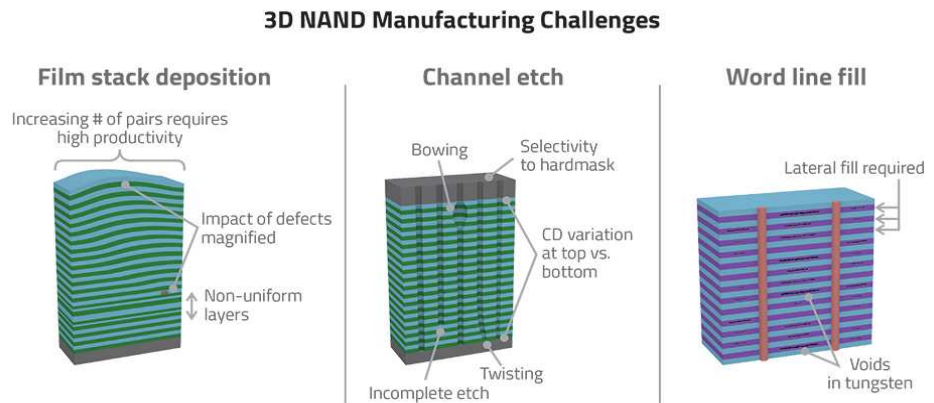 3D NAND Manufacturing Challenges
Film stack deposition
Increasing # of pairs requires
high productivity
Impact of defects
magnified
Non-uniform
layers
Channel etch
Bowing
Selectivity
to hardmask
CD variation
at top vs.
bottom
Incomplete etch
Twisting
Word line fill
Lateral fill required
Voids
in tungsten